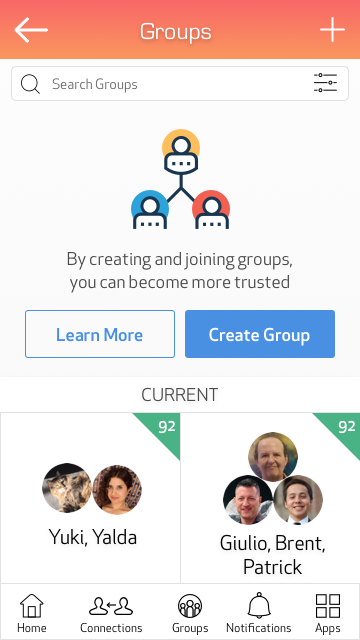 Groups
Search Groups
By creating and joining groups,
you can become more trusted
Learn More
Create Group
CURRENT
92
92
Yuki, Yalda
Giulio, Brent,
Patrick
Home
Connections
Groups
Notifications
Apps